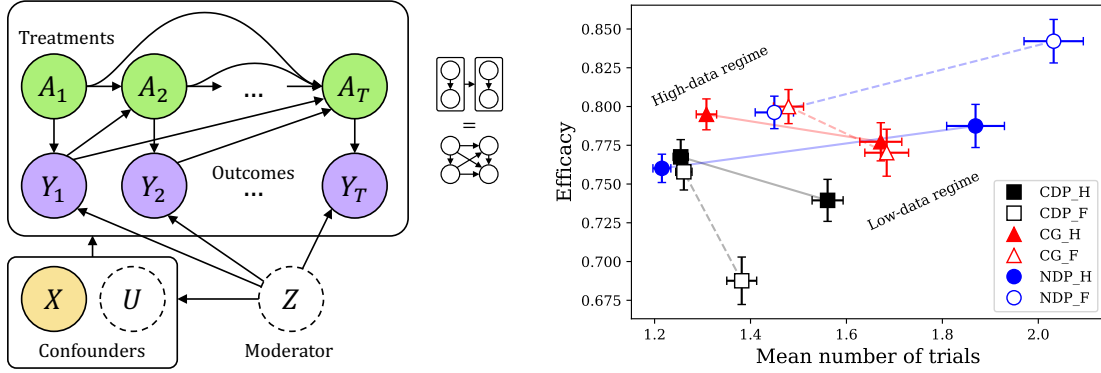 Treatments
A₁
A₂
...
A_T
Y₁
Y₂
Outcomes
...
Y_T
X
U
Z
Confounders
Moderator
=
Efficacy
0.850
0.825
0.800
0.775
0.750
0.725
0.700
0.675
High-data regime
Low-data regime
CDP_H
CDP_F
CG_H
CG_F
NDP_H
NDP_F
1.2
1.4
1.6
1.8
2.0
Mean number of trials